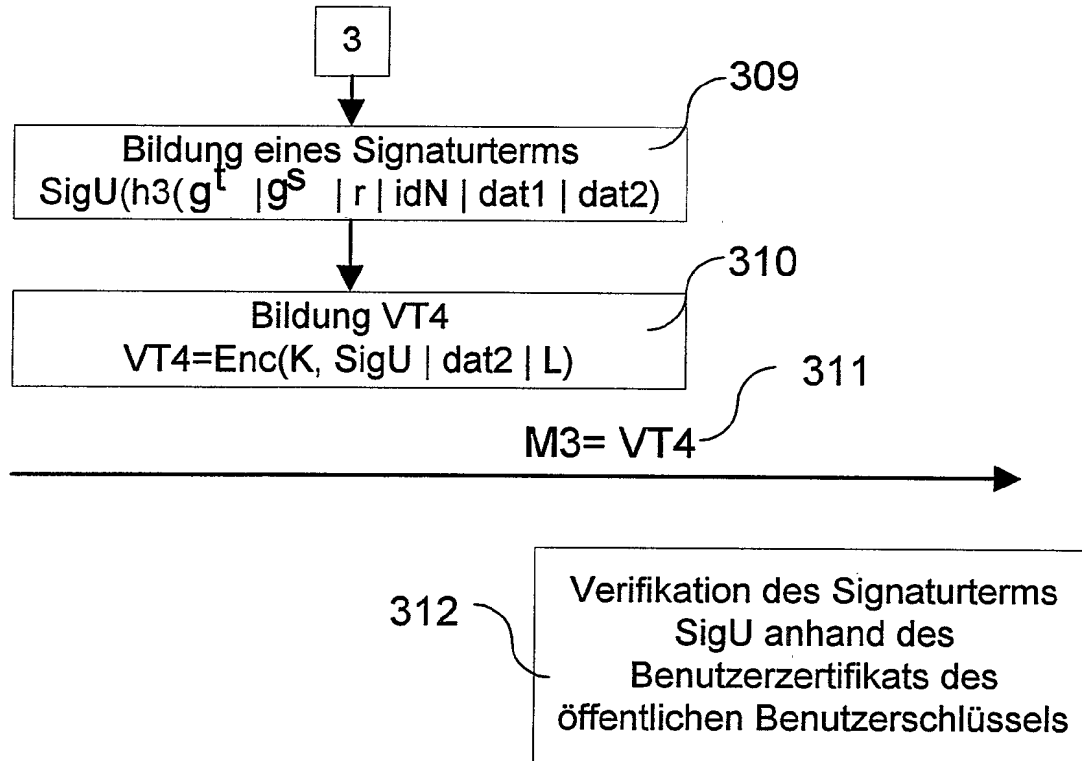 3
309
Bildung eines Signaturterms
SigU(h3(g^t |g^s | r | idN | dat1 | dat2)
310
Bildung VT4
VT4=Enc(K, SigU | dat2 | L)
311
M3= VT4
312
Verifikation des Signaturterms
SigU anhand des
Benutzerzertifikats des
öffentlichen Benutzerschlüssels